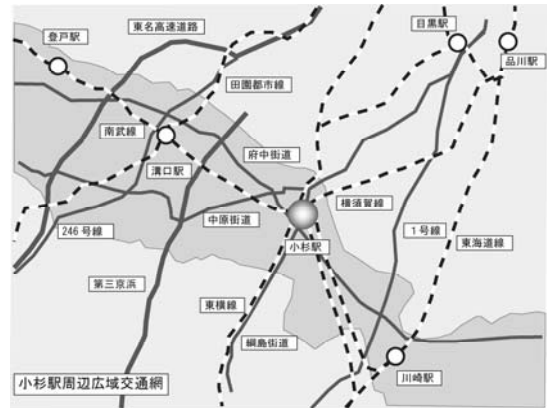 目黒駅
東名高速道路
登戸駅
品川駅
田園都市線
南武線
府中街道
溝口駅
横須賀線
中原街道
246号線
1号線
小杉駅
東海道線
第三京浜
東横線
綱島街道
川崎駅
小杉駅周辺広域交通網